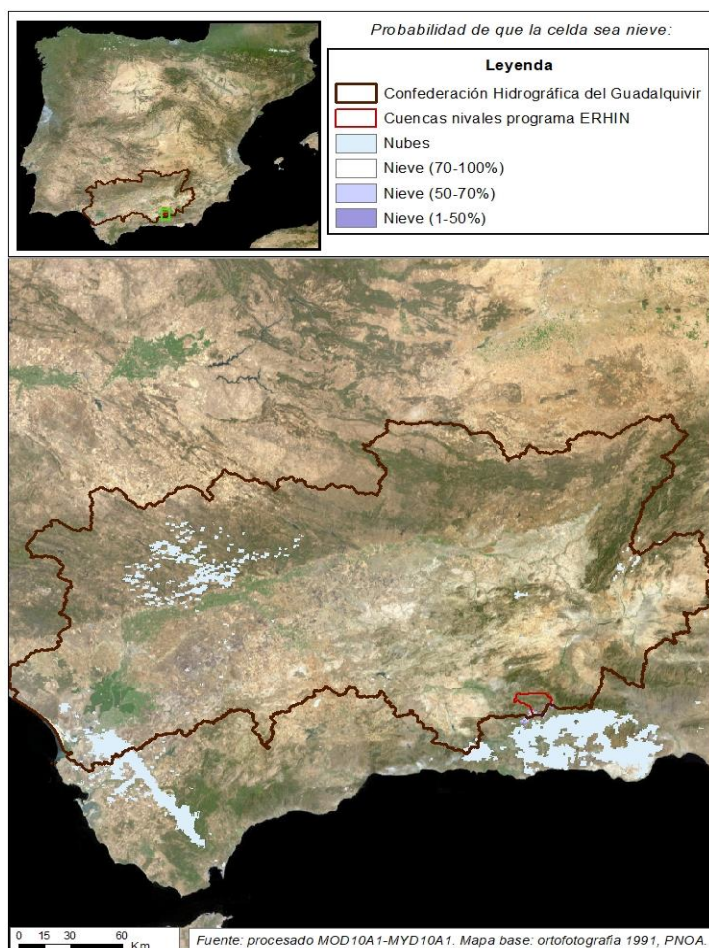 Probabilidad de que la celda sea nieve:
Leyenda
Confederación Hidrográfica del Guadalquivir
Cuencas nivales programa ERHIN
Nubes
Nieve (70-100%)
Nieve (50-70%)
Nieve (1-50%)
0 15 30 60
Km
Fuente: procesado MOD10A1-MYD10A1. Mapa base: ortofotografía 1991, PNOA.